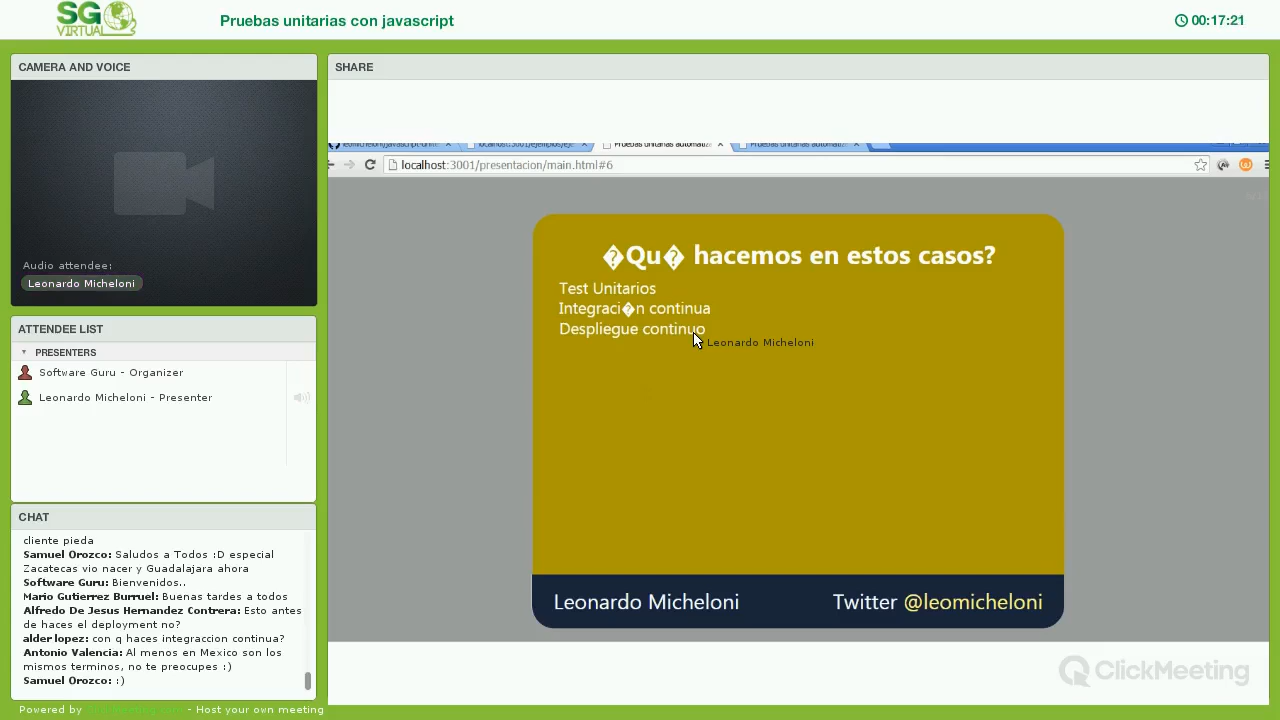 SG
VIRTUAL
Pruebas unitarias con javascript
00:17:21
CAMERA AND VOICE
Audio attendee:
Leonardo Micheloni
ATTENDEE LIST
PRESENTERS
Software Guru - Organizer
Leonardo Micheloni - Presenter
CHAT
cliente pieda
Samuel Orozco: Saludos a Todos :D especial
Zacatecas vio nacer y Guadalajara ahora
Software Guru: Bienvenidos..
Mario Gutierrez Burruel: Buenas tardes a todos
Alfredo De Jesus Hernandez Contrera: Esto antes
de haces el deployment no?
alder lopez: con q haces integraccion continua?
Antonio Valencia: Al menos en Mexico son los
mismos terminos, no te preocupes :)
Samuel Orozco: :)
Powered by ClickMeeting.com - Host your own meeting
SHARE
localhost:3001/presentacion/main.html#6
�Qu� hacemos en estos casos?
Test Unitarios
Integraci�n continua
Despliegue continuo
Leonardo Micheloni
Leonardo Micheloni
Twitter @leomicheloni
ClickMeeting